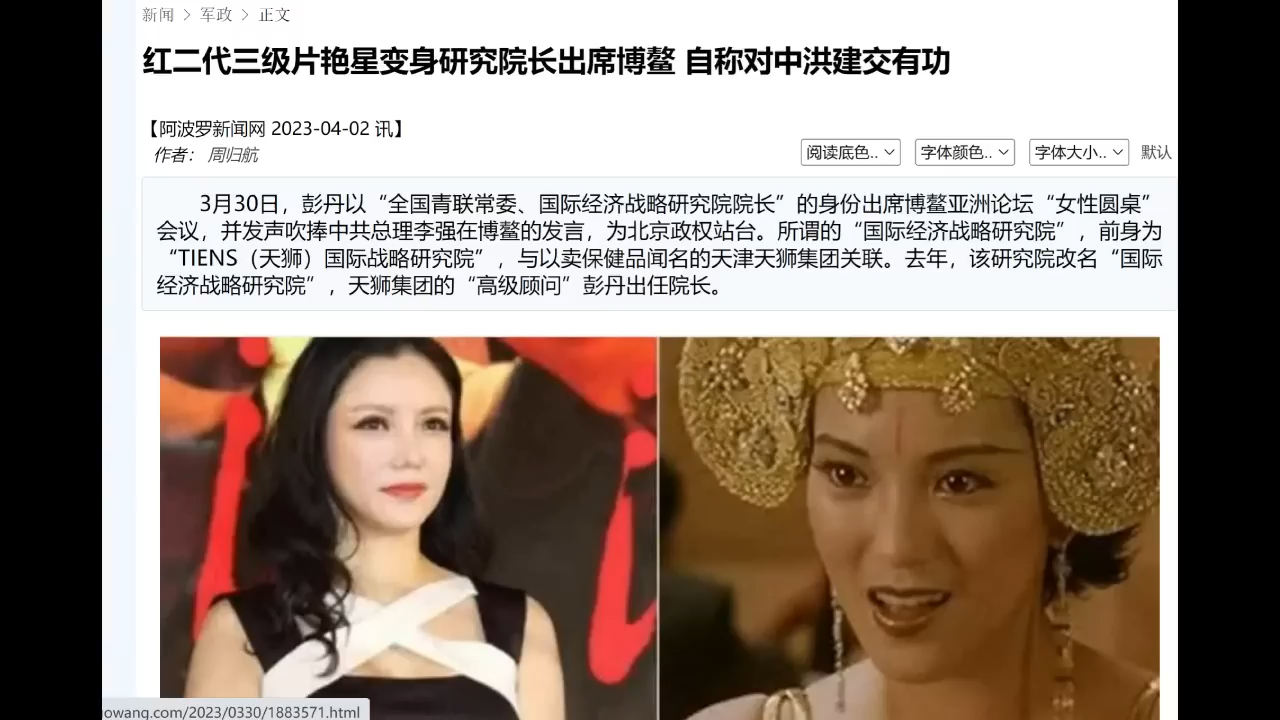 新闻 > 军政 > 正文
红二代三级片艳星变身研究院长出席博鳌 自称对中洪建交有功
【阿波罗新闻网 2023-04-02 讯】
作者： 周归航
阅读底色.. 字体颜色.. 字体大小.. 默认
3月30日，彭丹以“全国青联常委、国际经济战略研究院院长”的身份出席博鳌亚洲论坛“女性圆桌”
会议，并发声吹捧中共总理李强在博鳌的发言，为北京政权站台。所谓的“国际经济战略研究院”，前身为
“TIENS（天狮）国际战略研究院”，与以卖保健品闻名的天津天狮集团关联。去年，该研究院改名“国际
经济战略研究院”，天狮集团的“高级顾问”彭丹出任院长。
owang.com/2023/0330/1883571.html